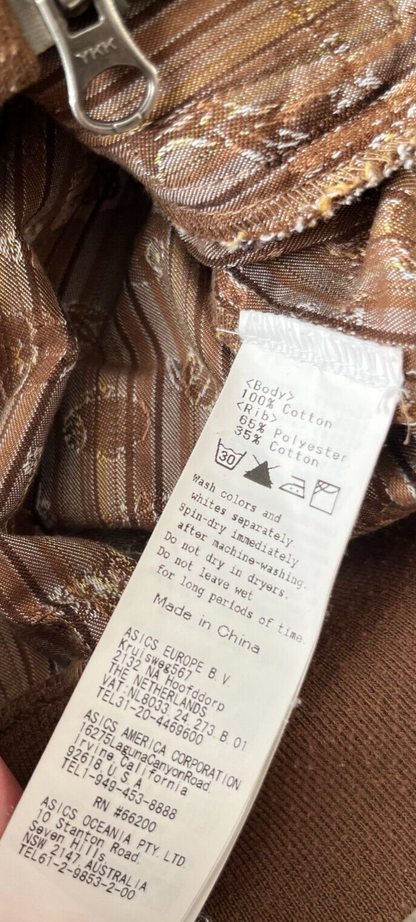 YKK
<Body>
100% Cotton
<Rib>
65% Polyester
35% Cotton
30
Wash colors and
whites separately
Spin-dry immediately
after machine-washing.
Do not dry in dryers.
Do not leave wet
for long periods of time.
Made in China
ASICS EUROPE B.V.
Kruisweg567
2132 NA Hoofddorp
THE NETHERLANDS
VAT:NL8033.24.273.B.01
TEL31-20-4469600
ASICS AMERICA CORPORATION
16275LagunaCanyonRoad.
Irvine, California
92618 U.S.A
TEL1-949-453-8888
RN #66200
ASICS OCEANIA PTY.LTD.
10 Stanton Road.
Seven Hills
NSW 2147 AUSTRALIA
TEL61-2-9853-2-00